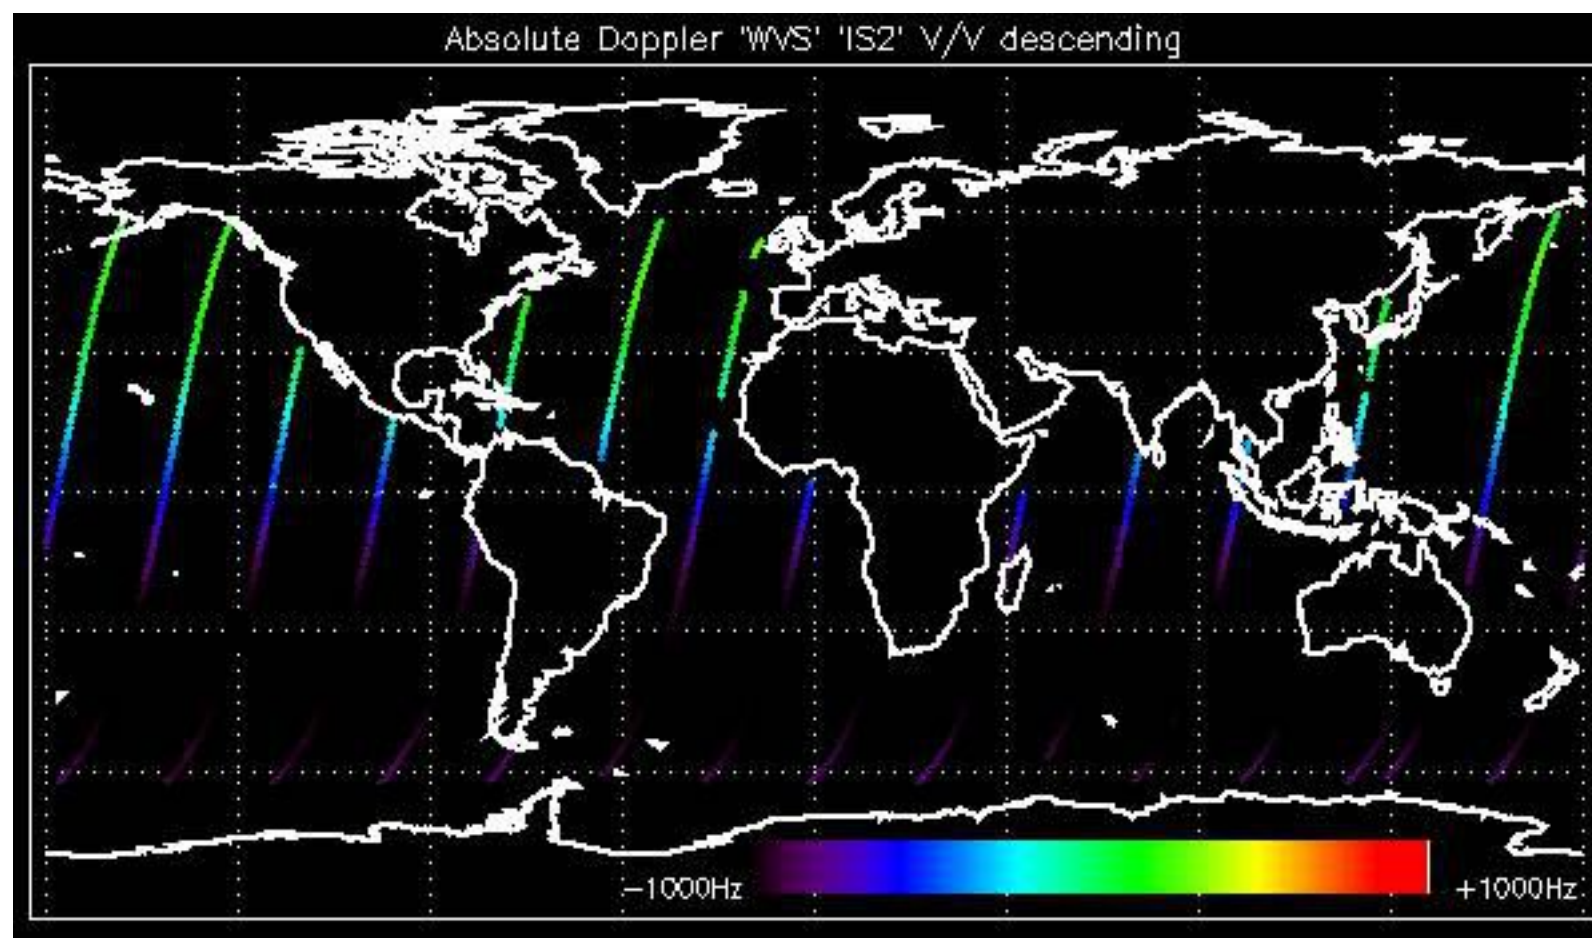 Absolute Doppler 'WVS' 'IS2' V/V descending
−1000Hz +1000Hz